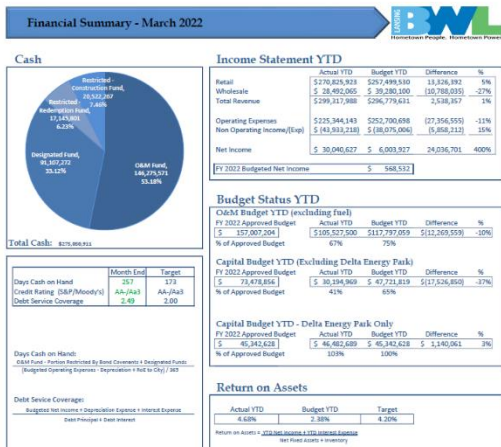 Financial Summary - March 2022
LANSING
BWL
Hometown People. Hometown Power.
Cash
Restricted - Construction Fund, 20,522,267 7.46%
Restricted - Redemption Fund, 17,145,801 6.23%
Designated Fund, 91,107,272 33.12%
O&M Fund, 146,275,571 53.18%
Total Cash:
Month End Target
Days Cash on Hand 257 173
Credit Rating (S&P/Moody's) AA-/Aa3 AA-/Aa3
Debt Service Coverage 2.49 2.00
Days Cash on Hand:
O&M Fund - Portion Restricted By Bond Covenants + Designated Funds
(Budgeted Operating Expenses - Depreciation + RoE to City) / 365
Debt Service Coverage:
Budgeted Net Income + Depreciation Expense + Interest Expense
Debt Principal + Debt Interest
Income Statement YTD
Actual YTD Budget YTD Difference %
Retail $270,825,923 $257,499,530 13,326,392 5%
Wholesale $ 28,492,065 $ 39,280,100 (10,788,035) -27%
Total Revenue $299,317,988 $296,779,631 2,538,357 1%
Operating Expenses $225,344,143 $252,700,698 (27,356,555) -11%
Non Operating Income/(Exp) $ (43,933,218) $ (38,075,006) (5,858,212) 15%
Net Income $ 30,040,627 $ 6,003,927 24,036,701 400%
FY 2022 Budgeted Net Income $ 568,532
Budget Status YTD
O&M Budget YTD (excluding fuel)
FY 2022 Approved Budget Actual YTD Budget YTD Difference %
$ 157,007,204 $105,527,500 $117,797,059 $(12,269,559) -10%
% of Approved Budget 67% 75%
Capital Budget YTD (Excluding Delta Energy Park)
FY 2022 Approved Budget Actual YTD Budget YTD Difference %
$ 73,478,856 $ 30,194,969 $ 47,721,819 $(17,526,850) -37%
% of Approved Budget 41% 65%
Capital Budget YTD - Delta Energy Park Only
FY 2022 Approved Budget Actual YTD Budget YTD Difference %
$ 45,342,628 $ 46,482,689 $ 45,342,628 $ 1,140,061 3%
% of Approved Budget 103% 100%
Return on Assets
Actual YTD Budget YTD Target
4.68% 2.38% 4.20%
Return on Assets = YTD Net Income + YTD Interest Expense
Net Fixed Assets + Inventory